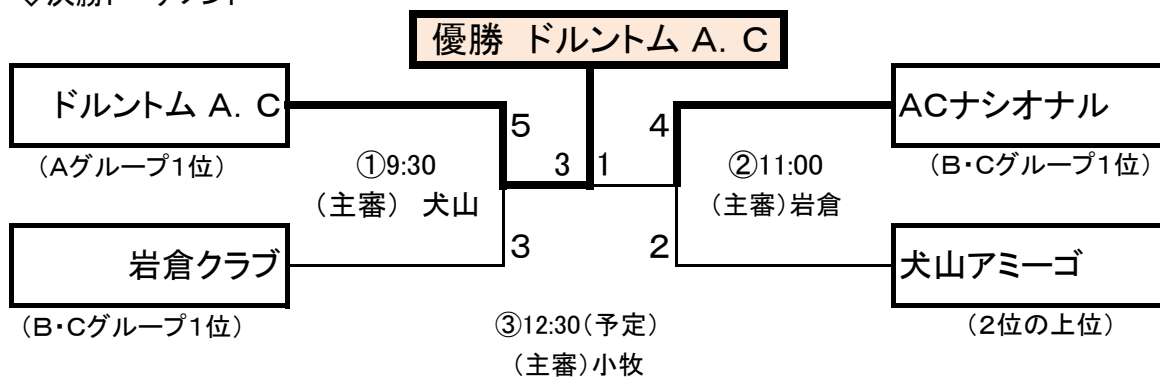 ◇決勝トーナメント
優勝 ドルントム A. C
ドルントム A. C
ACナシオナル
5
4
(Aグループ1位)
①9:30
3
1
②11:00
(B・Cグループ1位)
(主審) 犬山
(主審)岩倉
岩倉クラブ
3
2
犬山アミーゴ
(B・Cグループ1位)
③12:30(予定)
(2位の上位)
(主審)小牧